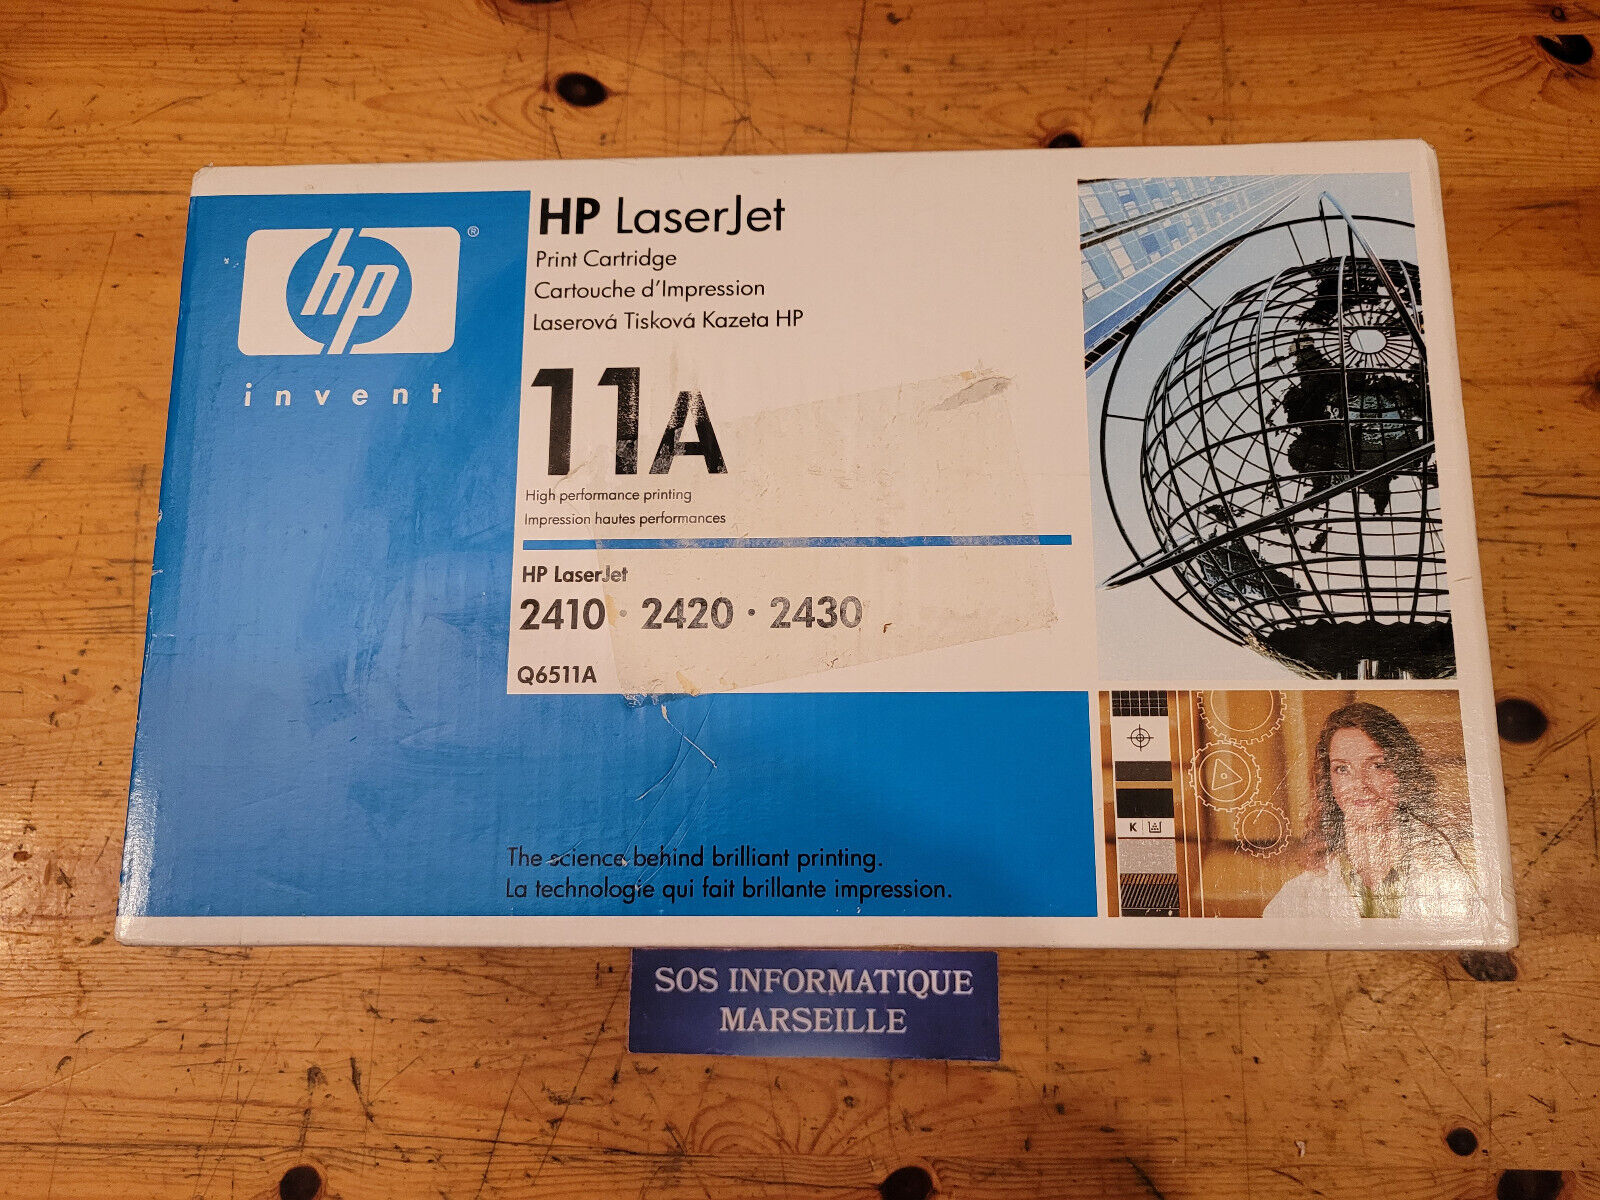 hp
®
invent
HP LaserJet
Print Cartridge
Cartouche d'Impression
Laserová Tisková Kazeta HP
11A
High performance printing
Impression hautes performances
HP LaserJet
2410 · 2420 · 2430
Q6511A
K
The science behind brilliant printing.
La technologie qui fait brillante impression.
SOS INFORMATIQUE
MARSEILLE